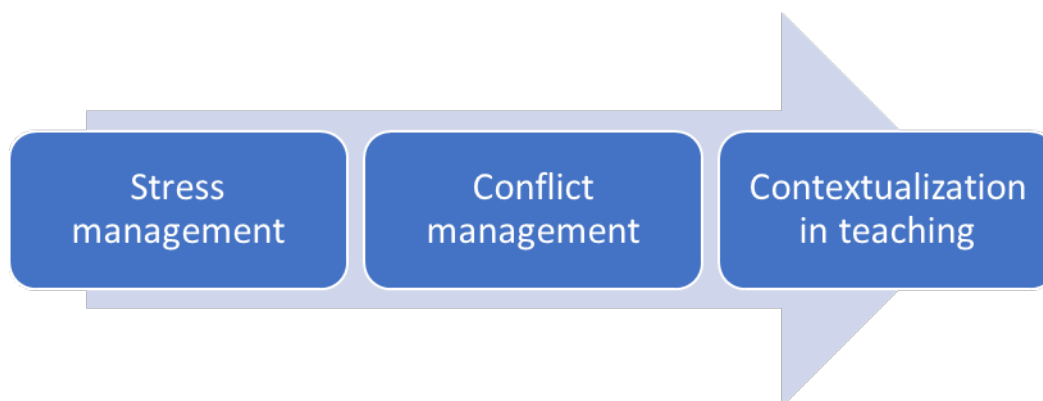 Stress
management
Conflict
management
Contextualization
in teaching